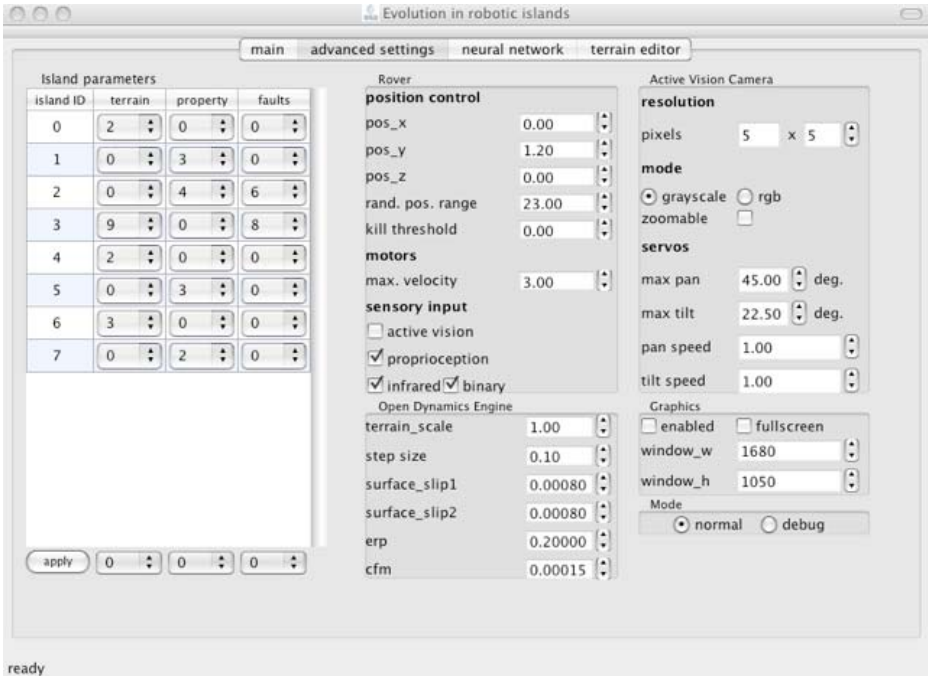 Evolution in robotic islands
main advanced settings neural network terrain editor
Island parameters
island ID terrain property faults
0 2 0 0
1 0 3 0
2 0 4 6
3 9 0 8
4 2 0 0
5 0 3 0
6 3 0 0
7 0 2 0
apply 0 0 0
Rover
position control
pos_x 0.00
pos_y 1.20
pos_z 0.00
rand. pos. range 23.00
kill threshold 0.00
motors
max. velocity 3.00
sensory input
active vision
proprioception
infrared binary
Open Dynamics Engine
terrain_scale 1.00
step size 0.10
surface_slip1 0.00080
surface_slip2 0.00080
erp 0.20000
cfm 0.00015
Active Vision Camera
resolution
pixels 5 x 5
mode
grayscale rgb
zoomable
servos
max pan 45.00 deg.
max tilt 22.50 deg.
pan speed 1.00
tilt speed 1.00
Graphics
enabled fullscreen
window_w 1680
window_h 1050
Mode
normal debug
ready